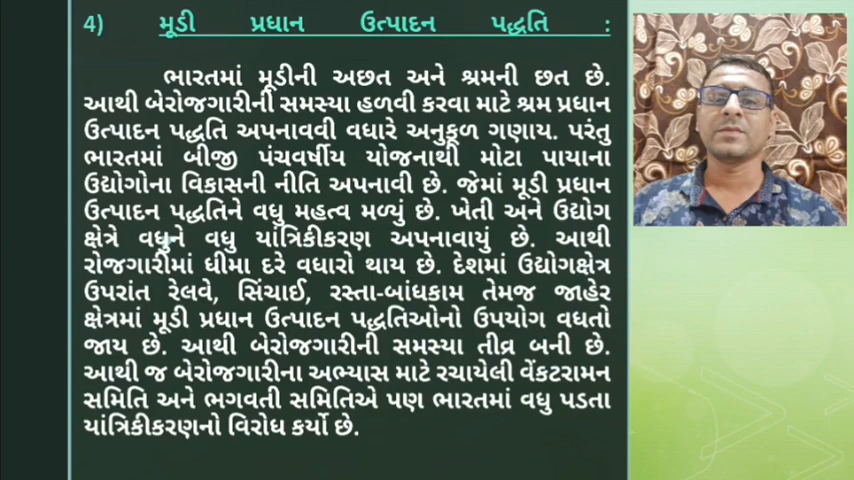 4) મૂડી પ્રધાન ઉત્પાદન પદ્ધતિ :
ભારતમાં મૂડીની અછત અને શ્રમની છત છે.
આથી બેરોજગારીની સમસ્યા હળવી કરવા માટે શ્રમ પ્રધાન
ઉત્પાદન પદ્ધતિ અપનાવવી વધારે અનુકૂળ ગણાય. પરંતુ
ભારતમાં બીજી પંચવર્ષીય યોજનાથી મોટા પાયાના
ઉદ્યોગોના વિકાસની નીતિ અપનાવી છે. જેમાં મૂડી પ્રધાન
ઉત્પાદન પદ્ધતિને વધુ મહત્વ મળ્યું છે. ખેતી અને ઉદ્યોગ
ક્ષેત્રે વધુને વધુ યાંત્રિકીકરણ અપનાવાયું છે. આથી
રોજગારીમાં ધીમા દરે વધારો થાય છે. દેશમાં ઉદ્યોગક્ષેત્ર
ઉપરાંત રેલવે, સિંચાઈ, રસ્તા-બાંધકામ તેમજ જાહેર
ક્ષેત્રમાં મૂડી પ્રધાન ઉત્પાદન પદ્ધતિઓનો ઉપયોગ વધતો
જાય છે. આથી બેરોજગારીની સમસ્યા તીવ્ર બની છે.
આથી જ બેરોજગારીના અભ્યાસ માટે રચાયેલી વેંકટરામન
સમિતિ અને ભગવતી સમિતિએ પણ ભારતમાં વધુ પડતા
યાંત્રિકીકરણનો વિરોધ કર્યો છે.